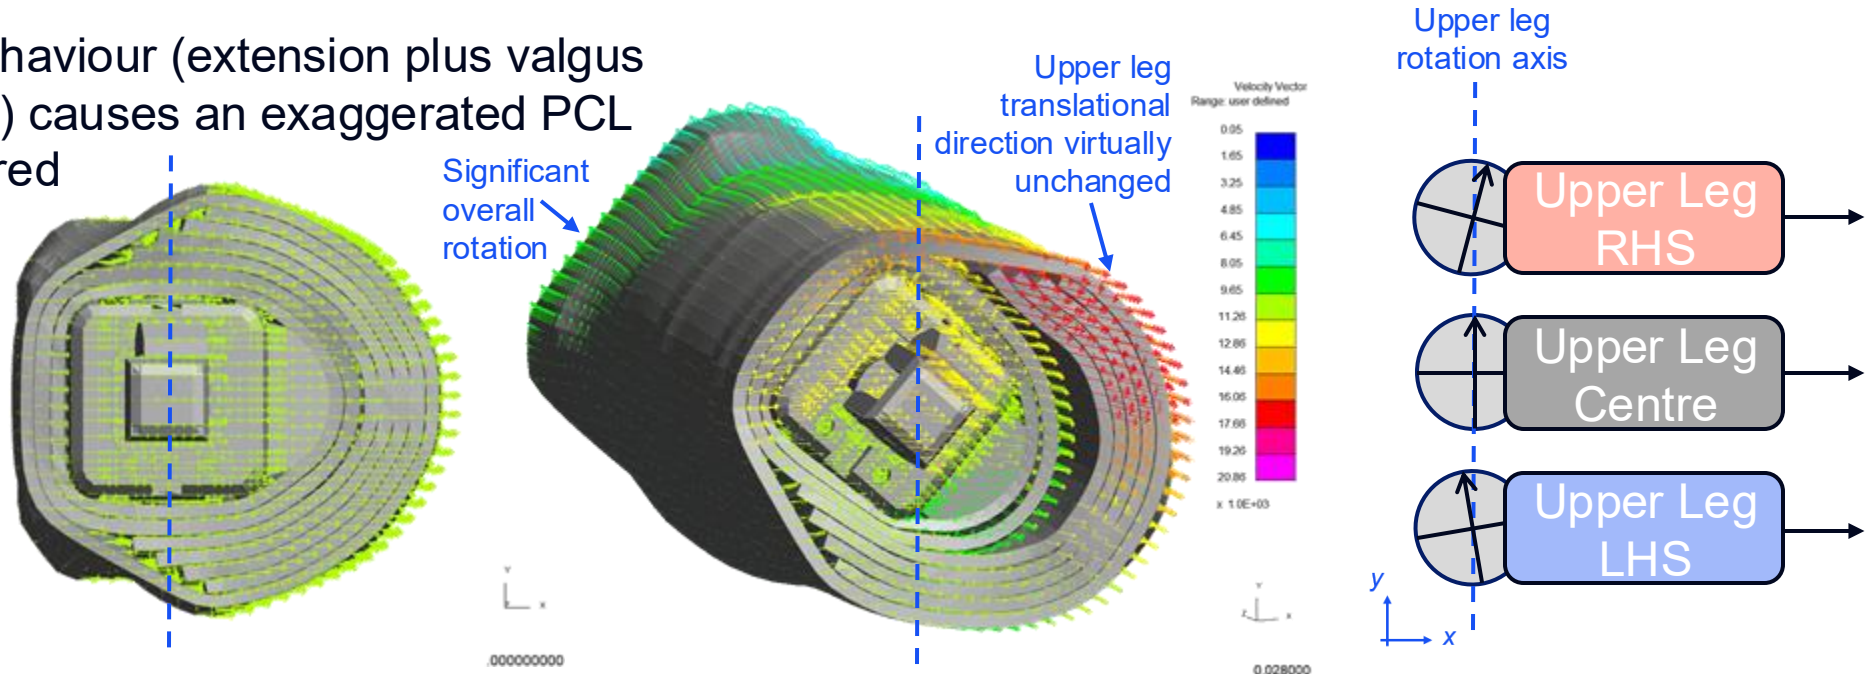 haviour (extension plus valgus
) causes an exaggerated PCL
red
Significant
overall
rotation
Upper leg
translational
direction virtually
unchanged
Velocity Vector
Range: user defined
0.05
1.65
3.25
4.85
6.45
8.05
9.65
11.26
12.86
14.46
16.06
17.66
19.26
20.86
x 1.0E+03
Y
X
.000000000
Y
Z
X
0.028000
Upper leg
rotation axis
Upper Leg
RHS
Upper Leg
Centre
Upper Leg
LHS
y
x